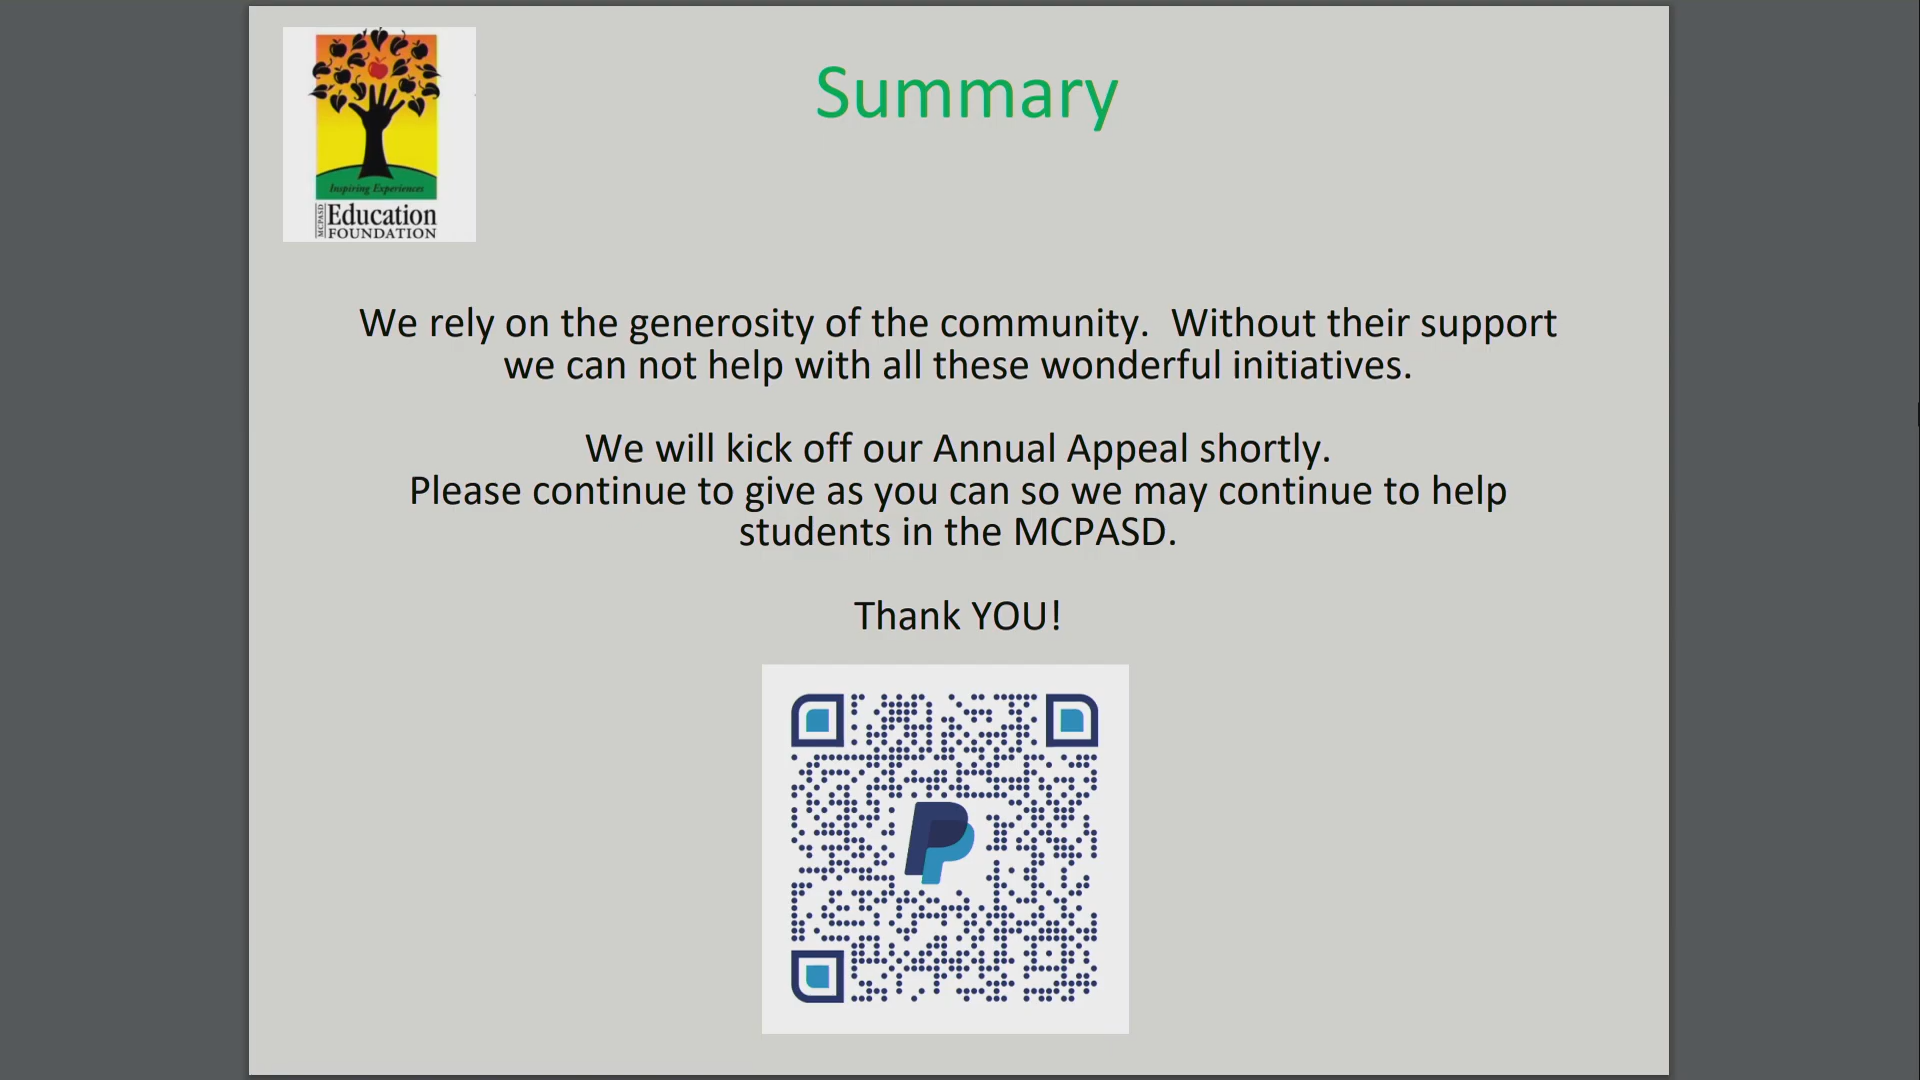 Summary
Inspiring Experiences
MCPASD
Education
FOUNDATION
We rely on the generosity of the community.  Without their support
we can not help with all these wonderful initiatives.
We will kick off our Annual Appeal shortly.
Please continue to give as you can so we may continue to help
students in the MCPASD.
Thank YOU!